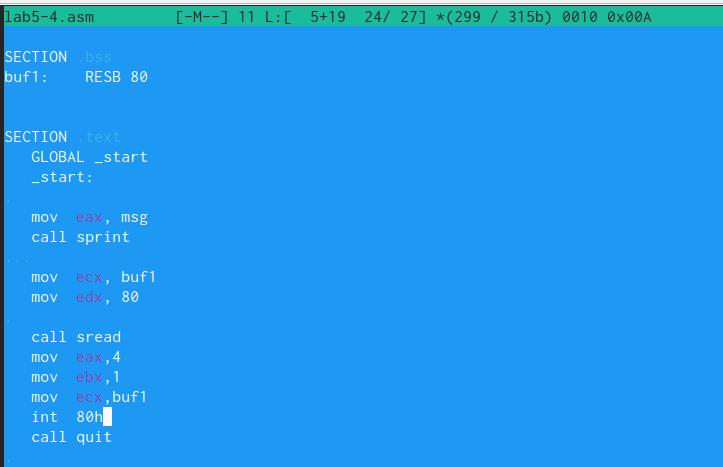 lab5-4.asm [-M--] 11 L:[ 5+19 24/ 27] *(299 / 315b) 0010 0x00A
SECTION .bss
buf1: RESB 80
SECTION .text
GLOBAL _start
_start:
.
mov eax, msg
call sprint
...
mov ecx, buf1
mov edx, 80
.
call sread
mov eax,4
mov ebx,1
mov ecx,buf1
int 80h
call quit
.